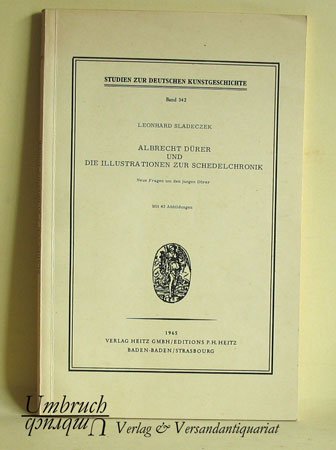 STUDIEN ZUR DEUTSCHEN KUNSTGESCHICHTE
Band 342
LEONHARD SLADECZEK
ALBRECHT DÜRER
UND
DIE ILLUSTRATIONEN ZUR SCHEDELCHRONIK
Neue Fragen um den jungen Dürer
Mit 47 Abbildungen
1965
VERLAG HEITZ GMBH/EDITIONS P. H. HEITZ
BADEN-BADEN/STRASBOURG
Umbruch
Umbruch Verlag & Versandantiquariat